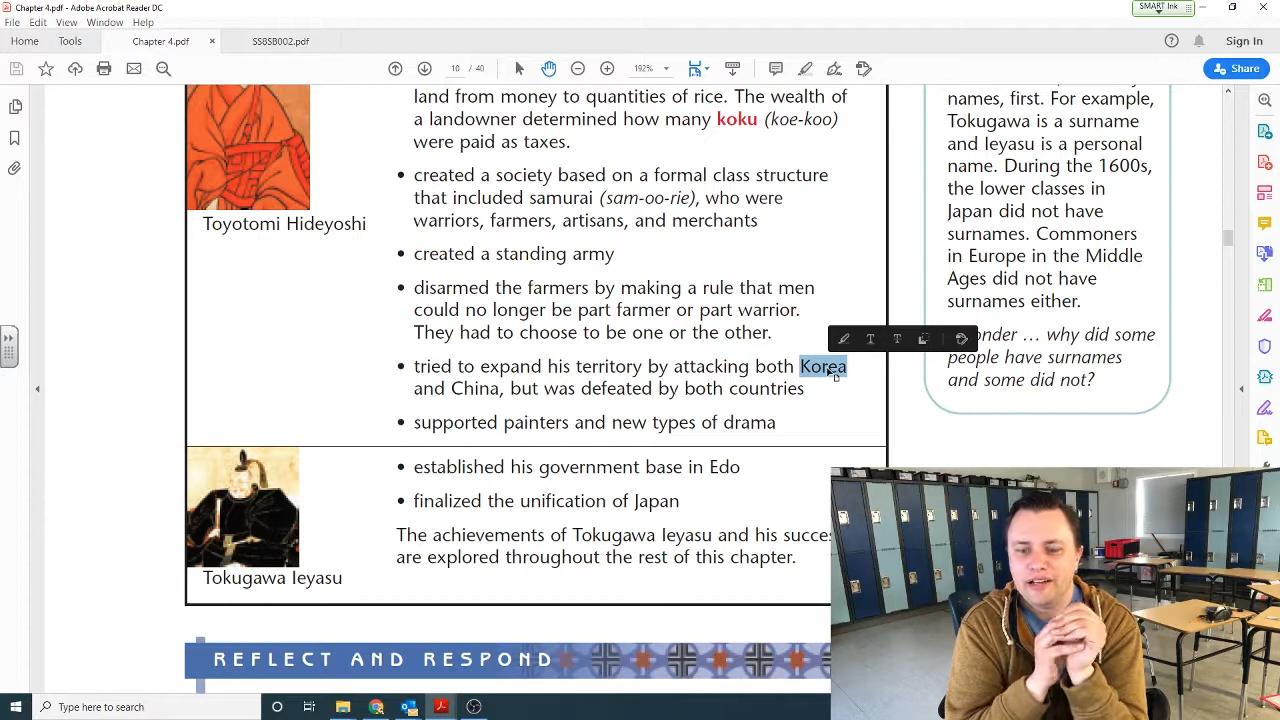 Chapter 4.pdf - Adobe Acrobat Reader DC
SMART Ink
File Edit View Window Help
Home Tools Chapter 4.pdf × SS8SB002.pdf Sign In
10 / 40 192% Share
land from money to quantities of rice. The wealth of
a landowner determined how many koku (koe-koo)
were paid as taxes.
• created a society based on a formal class structure
that included samurai (sam-oo-rie), who were
warriors, farmers, artisans, and merchants
• created a standing army
• disarmed the farmers by making a rule that men
could no longer be part farmer or part warrior.
They had to choose to be one or the other.
• tried to expand his territory by attacking both Korea
and China, but was defeated by both countries
• supported painters and new types of drama
Toyotomi Hideyoshi
• established his government base in Edo
• finalized the unification of Japan
The achievements of Tokugawa Ieyasu and his succes
are explored throughout the rest of this chapter.
Tokugawa Ieyasu
names, first. For example,
Tokugawa is a surname
and Ieyasu is a personal
name. During the 1600s,
the lower classes in
Japan did not have
surnames. Commoners
in Europe in the Middle
Ages did not have
surnames either.
onder … why did some
people have surnames
and some did not?
REFLECT AND RESPOND
Type here to search